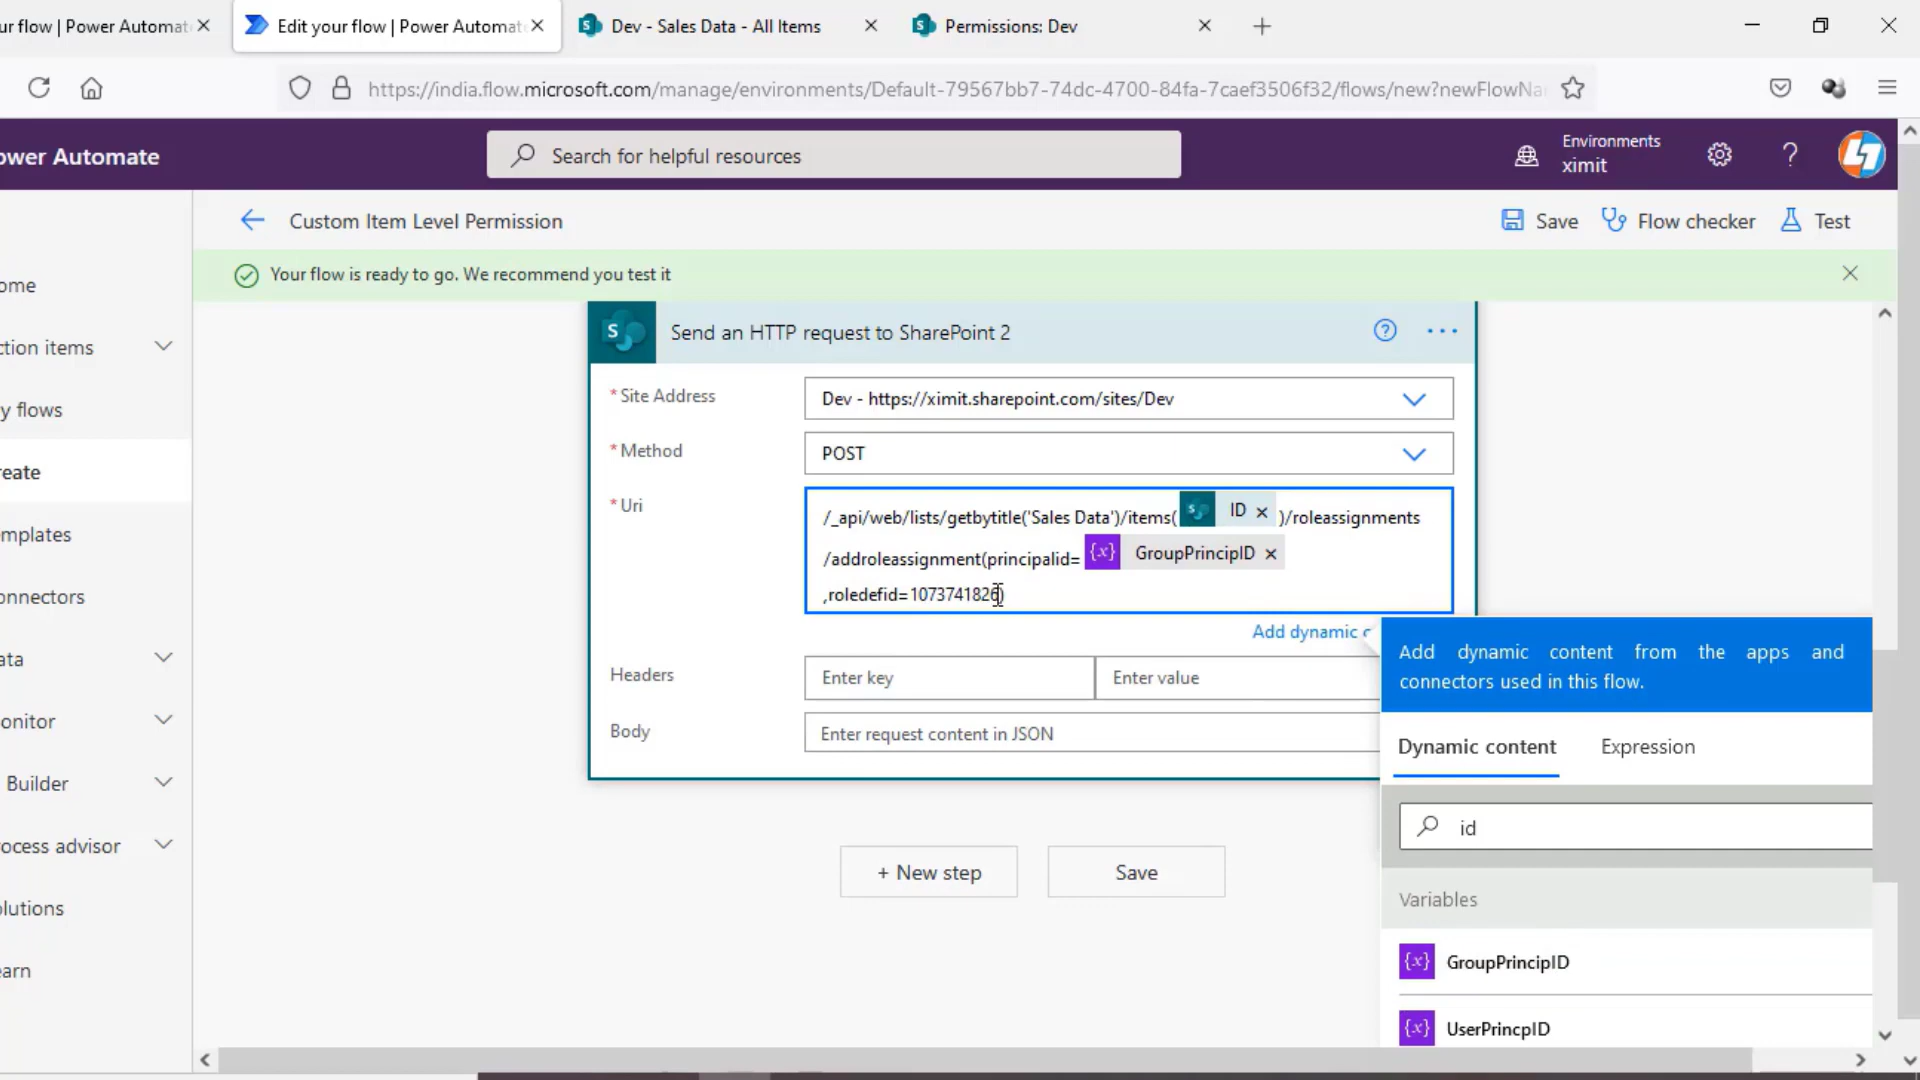 ur flow | Power Automat
Edit your flow | Power Automat
Dev - Sales Data - All Items
Permissions: Dev
https://india.flow.microsoft.com/manage/environments/Default-79567bb7-74dc-4700-84fa-7caef3506f32/flows/new?newFlowNa
ower Automate
Search for helpful resources
Environments
ximit
Custom Item Level Permission
Save
Flow checker
Test
Your flow is ready to go. We recommend you test it
ome
ction items
y flows
reate
emplates
onnectors
ata
onitor
Builder
rocess advisor
olutions
earn
S
Send an HTTP request to SharePoint 2
* Site Address
Dev - https://ximit.sharepoint.com/sites/Dev
* Method
POST
* Uri
/_api/web/lists/getbytitle('Sales Data')/items( ID )/roleassignments
/addroleassignment(principalid= {x} GroupPrincipID
,roledefid=1073741826)
Add dynamic c
Headers
Enter key
Enter value
Body
Enter request content in JSON
+ New step
Save
Add dynamic content from the apps and
connectors used in this flow.
Dynamic content
Expression
id
Variables
{x} GroupPrincipID
{x} UserPrincpID